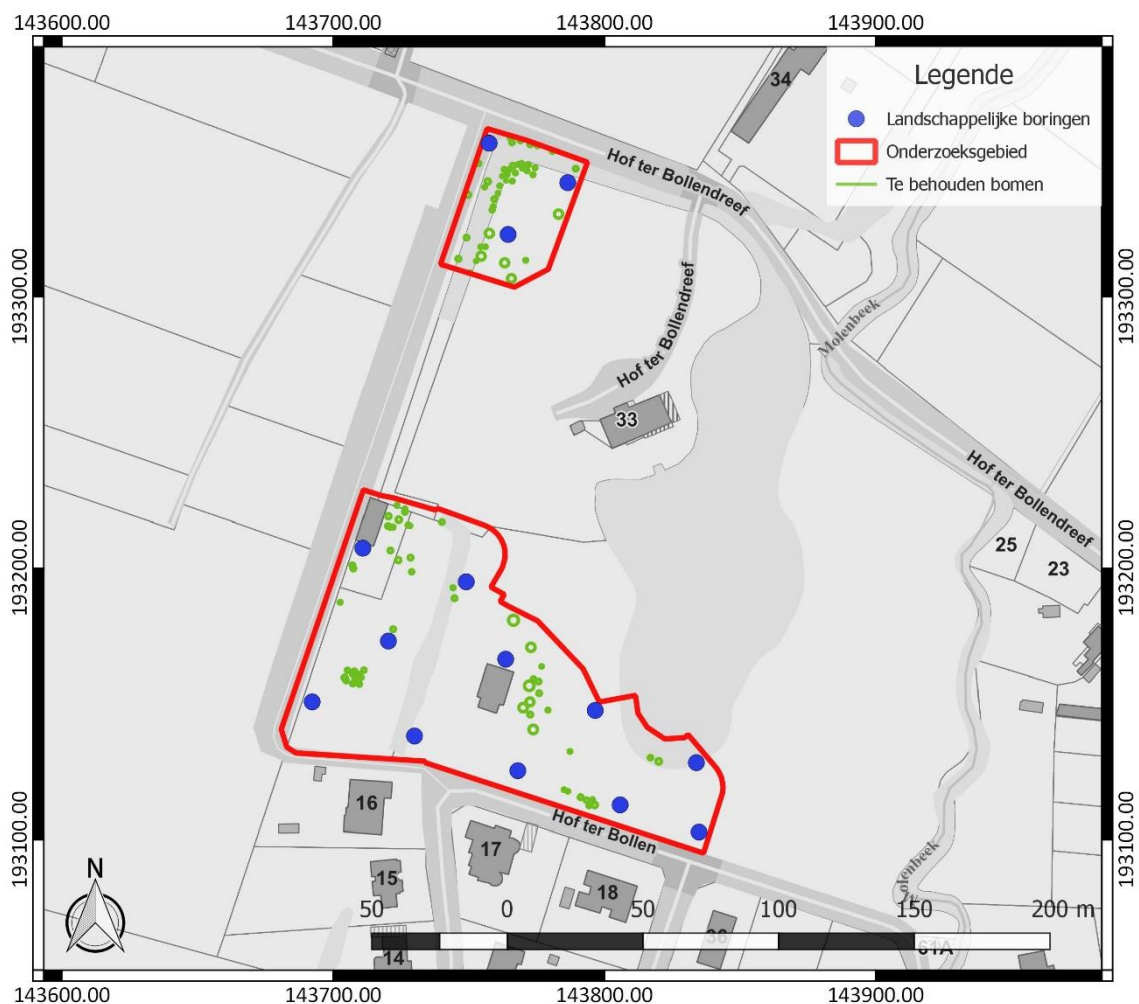 143600.00 143700.00 143800.00 143900.00
Legende
Landschappelijke boringen
Onderzoeksgebied
Te behouden bomen
34
Hof ter Bollendreef
193300.00 193300.00
Hof ter Bollendreef
Molenbeek
33
Hof ter Bollendreef
25
23
193200.00 193200.00
16
Hof ter Bollen
17
193100.00 193100.00
15
18
olenbeek
N
50 0 50 100 150 200 m
36
14
61A
143600.00 143700.00 143800.00 143900.00